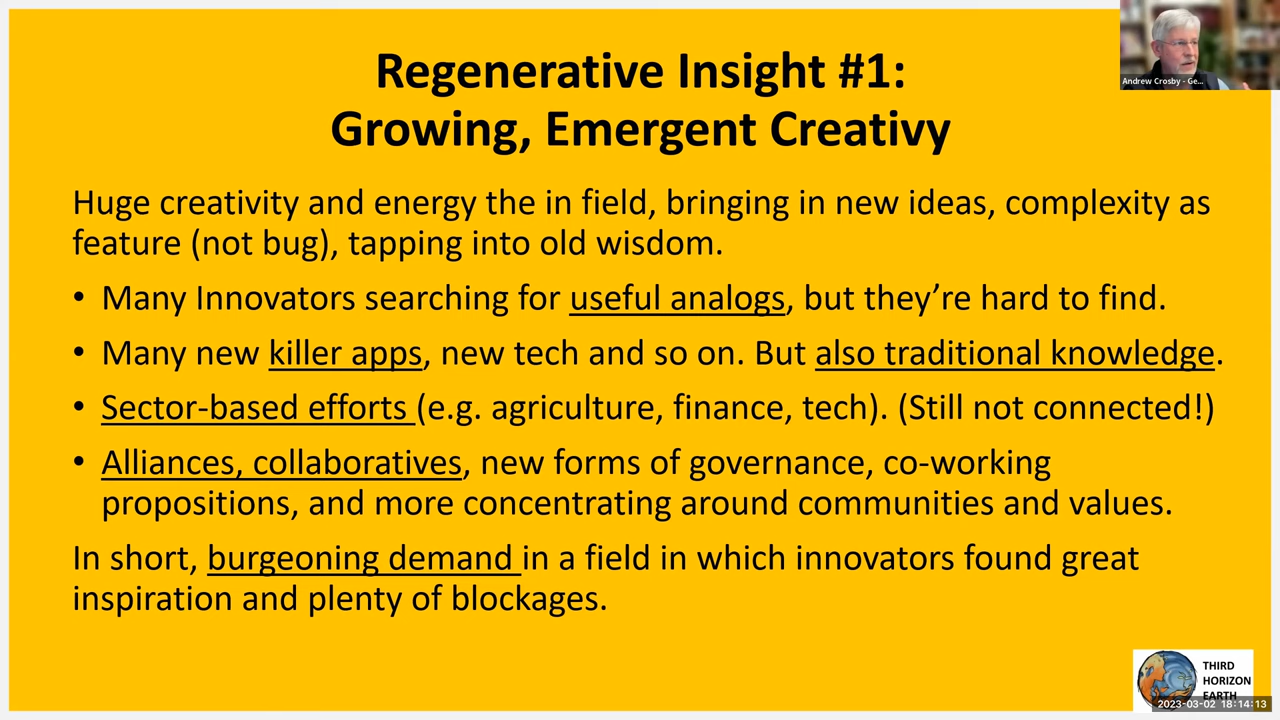 Regenerative Insight #1:
Growing, Emergent Creativy
Andrew Crosby - Ge...
Huge creativity and energy the in field, bringing in new ideas, complexity as
feature (not bug), tapping into old wisdom.
• Many Innovators searching for useful analogs, but they’re hard to find.
• Many new killer apps, new tech and so on. But also traditional knowledge.
• Sector-based efforts (e.g. agriculture, finance, tech). (Still not connected!)
• Alliances, collaboratives, new forms of governance, co-working
propositions, and more concentrating around communities and values.
In short, burgeoning demand in a field in which innovators found great
inspiration and plenty of blockages.
THIRD
HORIZON
EARTH
2023-03-02 18:14:13